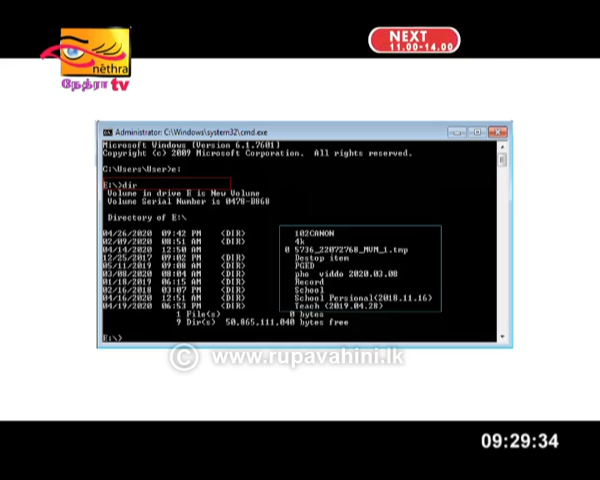 NEXT
11.00-14.00
nēthra
நேத்ரா tv
Administrator: C:\Windows\system32\cmd.exe
Microsoft Windows [Version 6.1.7601]
Copyright (c) 2009 Microsoft Corporation.  All rights reserved.
C:\Users\User>e:
E:\>dir
Volume in drive E is New Volume
Volume Serial Number is 0478-D868
Directory of E:\
04/26/2020  09:42 PM    <DIR>          102CANON
02/09/2020  08:51 AM    <DIR>          4k
04/14/2020  12:50 AM                 0 5736_22072768_MVM_1.tmp
12/25/2017  09:02 PM    <DIR>          Destop item
05/11/2019  09:08 AM    <DIR>          PGED
03/08/2020  08:04 AM    <DIR>          pho  viddo 2020.03.08
01/18/2019  06:15 AM    <DIR>          Record
02/16/2018  03:07 PM    <DIR>          School
04/16/2020  12:51 AM    <DIR>          School Persional(2018.11.16)
04/19/2020  06:53 PM    <DIR>          Teach (2019.04.28)
1 File(s)              0 bytes
9 Dir(s)  50,865,111,040 bytes free
E:\>
© www.rupavahini.lk
09:29:34